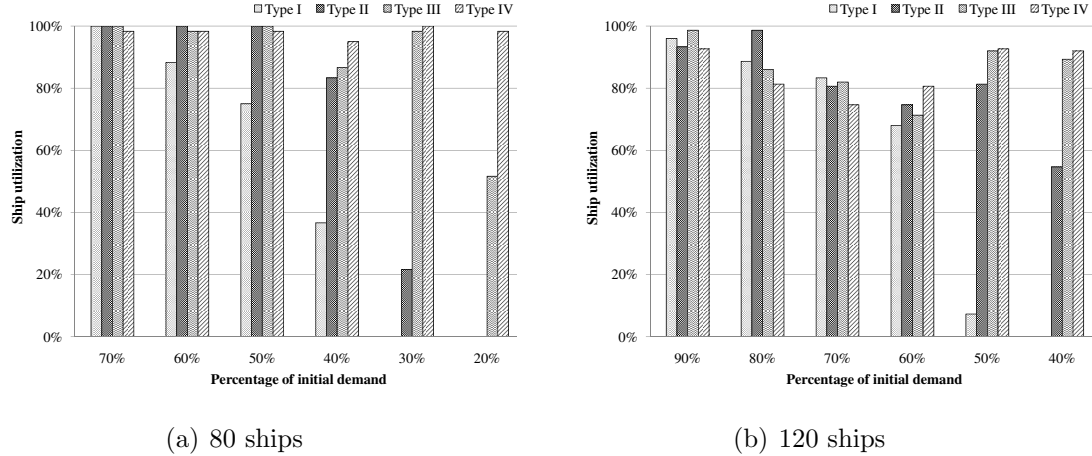 Type I Type II Type III Type IV
100%
80%
60%
40%
20%
0%
Ship utilization
70% 60% 50% 40% 30% 20%
Percentage of initial demand
(a) 80 ships
Type I Type II Type III Type IV
100%
80%
60%
40%
20%
0%
Ship utilization
90% 80% 70% 60% 50% 40%
Percentage of initial demand
(b) 120 ships